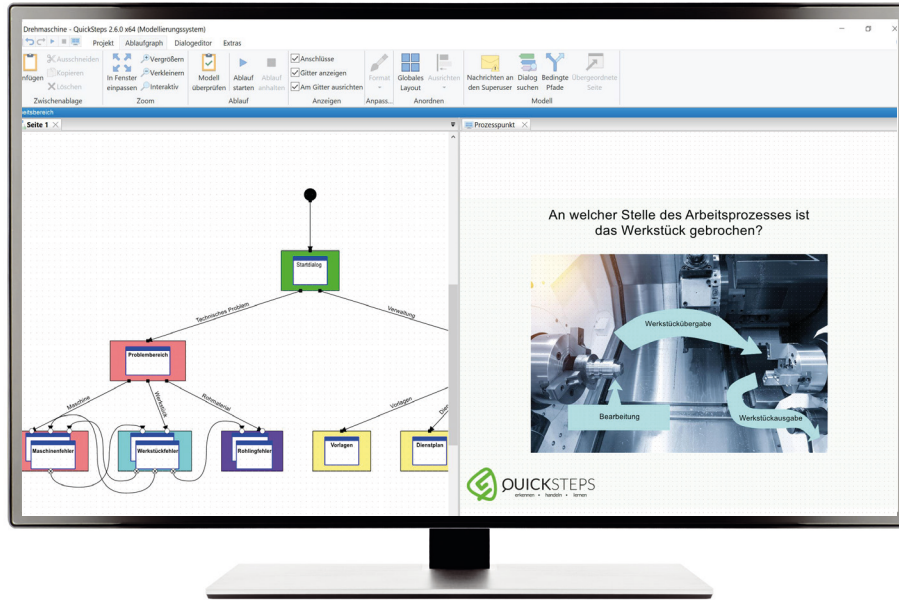 Drehmaschine - QuickSteps 2.6.0 x64 (Modellierungssystem)
Projekt Ablaufgraph Dialogeditor Extras
Ausschneiden
Kopieren
Löschen
Zwischenablage
In Fenster
einpassen
Vergrößern
Verkleinern
Interaktiv
Zoom
Modell
überprüfen
Ablauf
starten
Ablauf
anhalten
Ablauf
Anschlüsse
Gitter anzeigen
Am Gitter ausrichten
Anzeigen
Format
Anpass...
Globales
Layout
Ausrichten
Anordnen
Nachrichten an
den Superuser
Dialog
suchen
Bedingte
Pfade
Übergeordnete
Seite
Modell
eitsbereich
Seite 1
Prozesspunkt
Startdialog
Technisches Problem
Verwaltung
Problembereich
Maschine
Werkstück
Rohmaterial
Vorlagen
Dien
Maschinenfehler
Werkstückfehler
Rohlingfehler
Vorlagen
Dienstplan
An welcher Stelle des Arbeitsprozesses ist
das Werkstück gebrochen?
Werkstückübergabe
Bearbeitung
Werkstückausgabe
QUICKSTEPS
erkennen • handeln • lernen